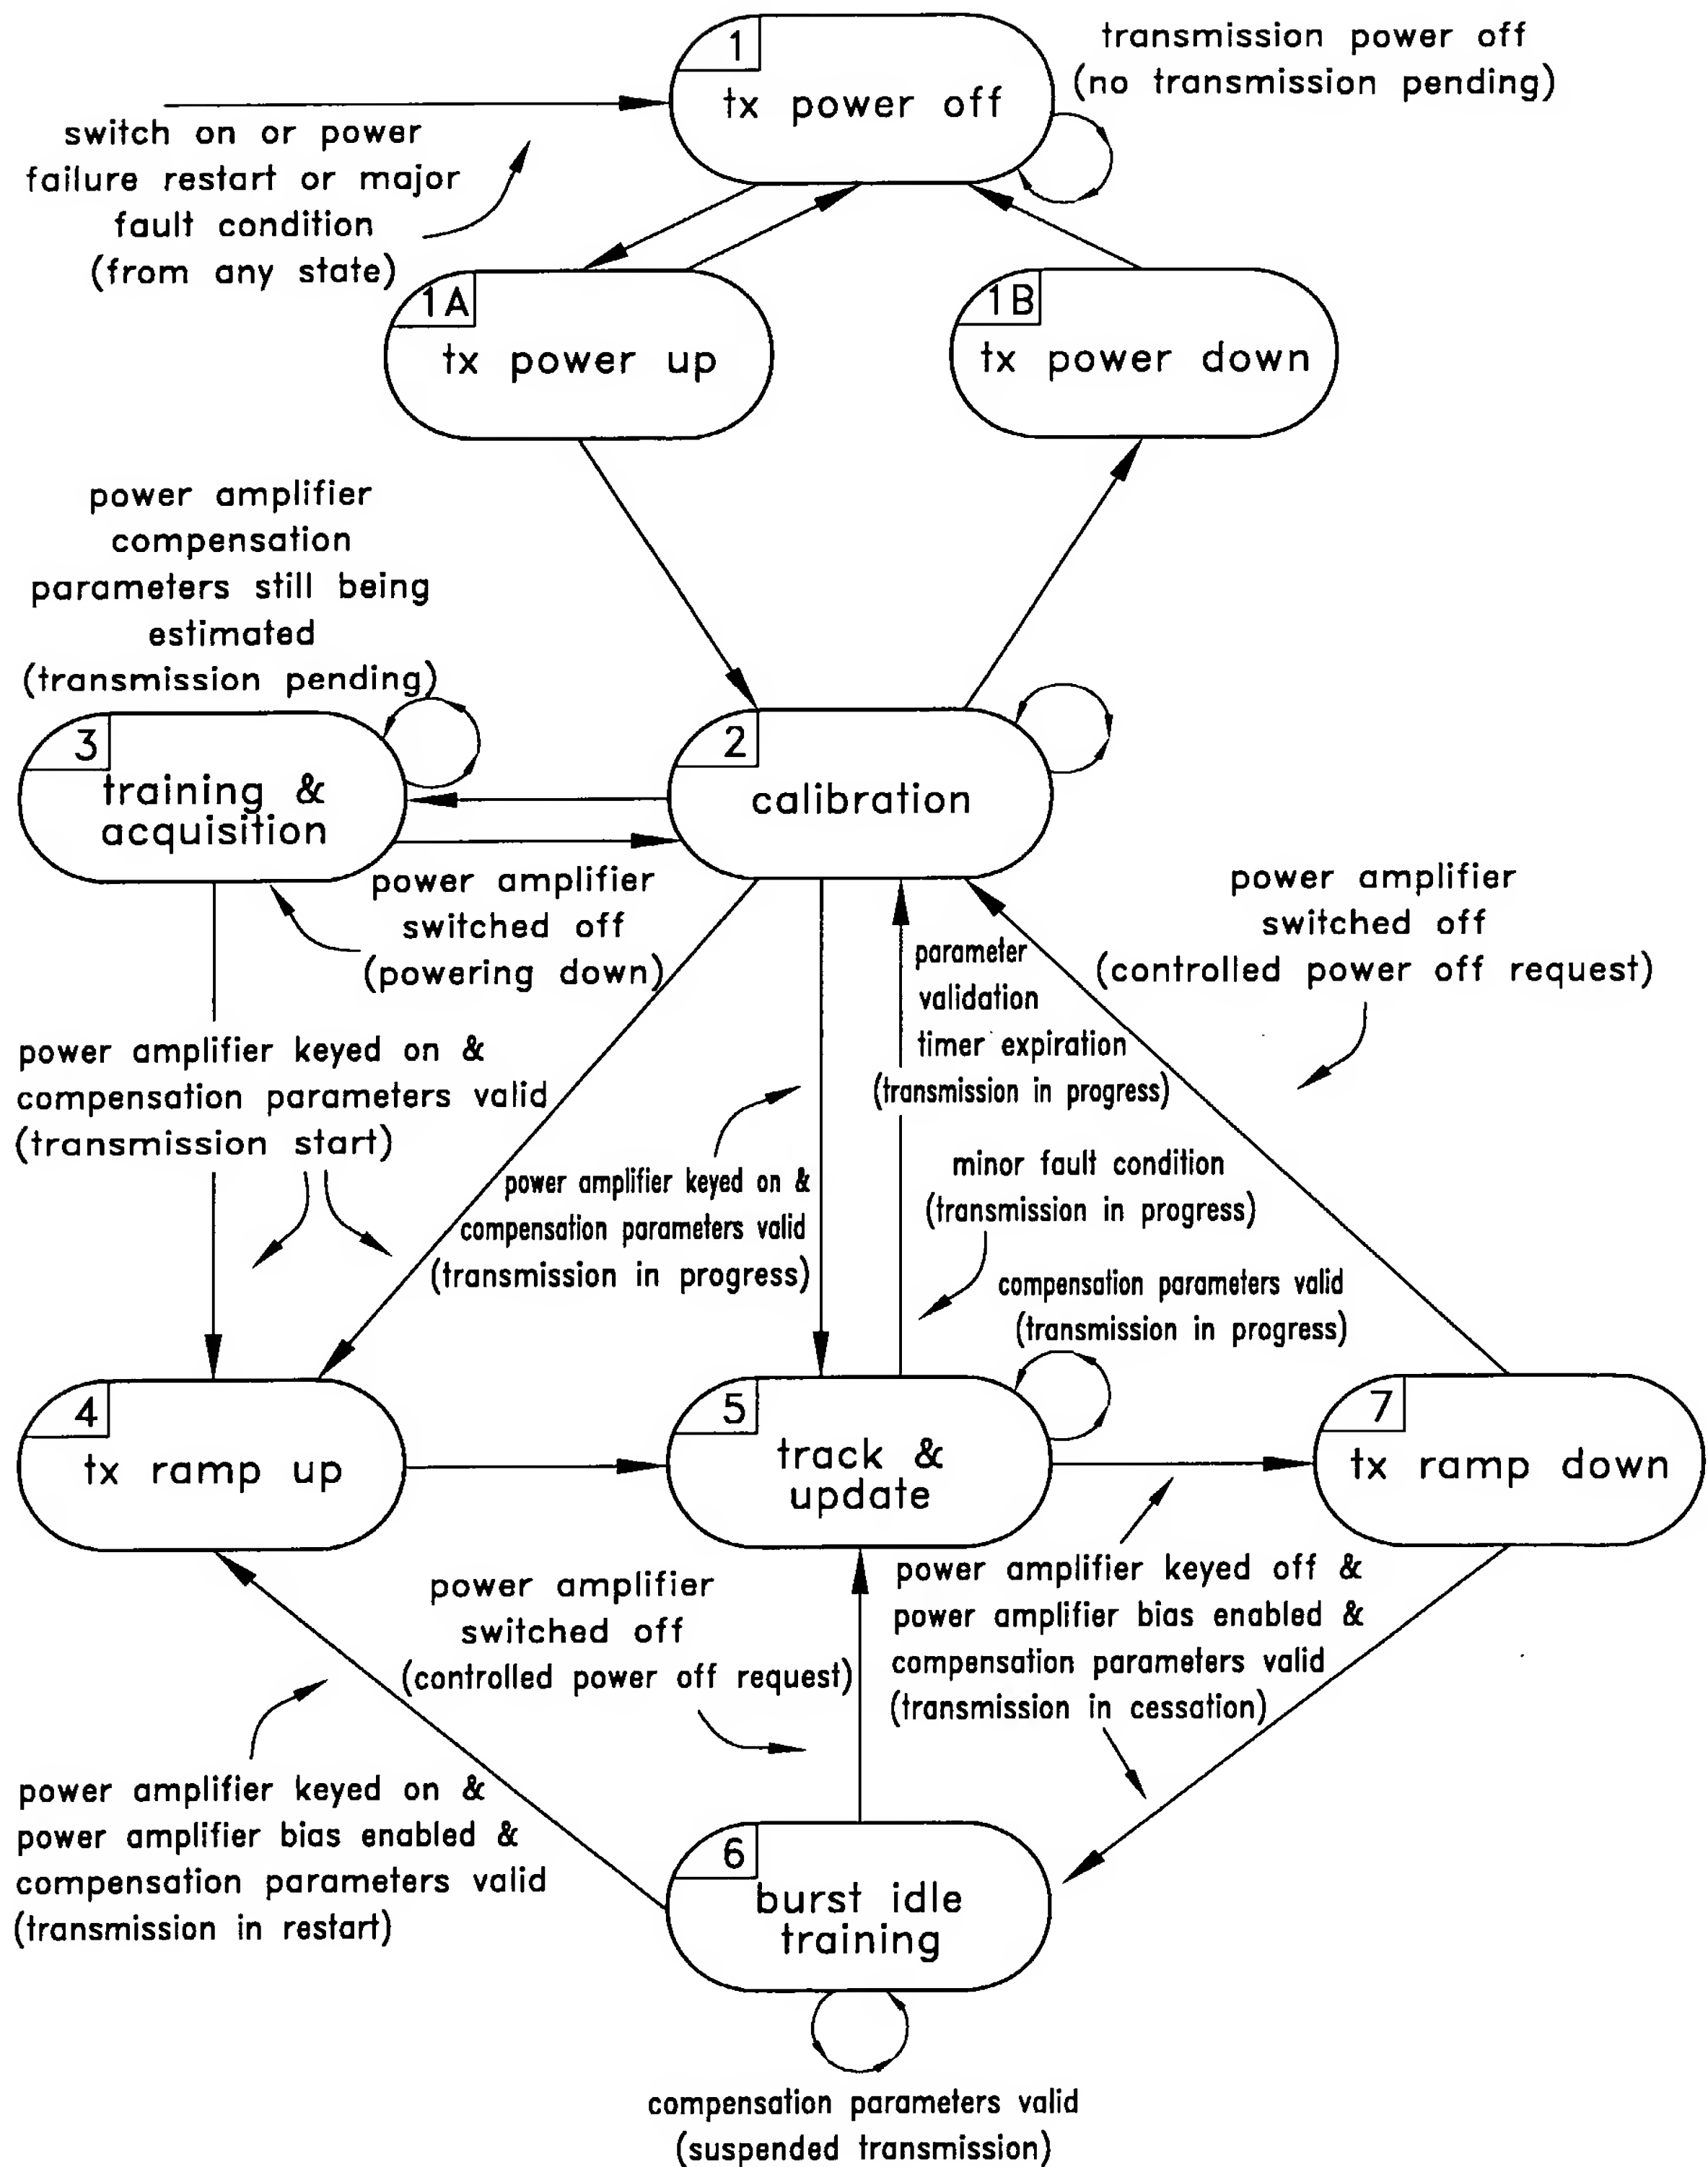 1
tx power off
transmission power off
(no transmission pending)
switch on or power
failure restart or major
fault condition
(from any state)
1A
tx power up
1B
tx power down
power amplifier
compensation
parameters still being
estimated
(transmission pending)
3
training &
acquisition
2
calibration
power amplifier
switched off
(powering down)
power amplifier
switched off
(controlled power off request)
parameter
validation
timer expiration
(transmission in progress)
power amplifier keyed on &
compensation parameters valid
(transmission start)
power amplifier keyed on &
compensation parameters valid
(transmission in progress)
minor fault condition
(transmission in progress)
compensation parameters valid
(transmission in progress)
4
tx ramp up
5
track &
update
7
tx ramp down
power amplifier
switched off
(controlled power off request)
power amplifier keyed off &
power amplifier bias enabled &
compensation parameters valid
(transmission in cessation)
power amplifier keyed on &
power amplifier bias enabled &
compensation parameters valid
(transmission in restart)
6
burst idle
training
compensation parameters valid
(suspended transmission)